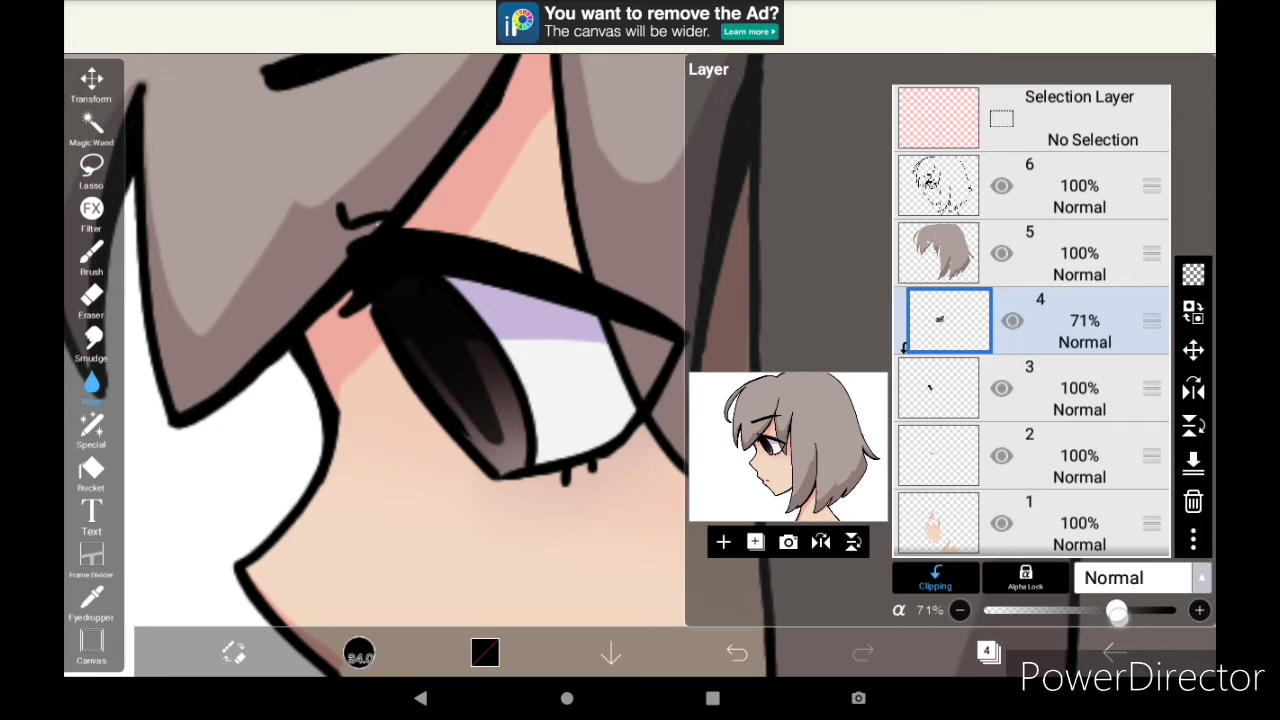 You want to remove the Ad?
The canvas will be wider.
Learn more
Layer
Transform
Magic Wand
Lasso
FX
Filter
Brush
Eraser
Smudge
Blur
Special
Bucket
T
Text
Frame Divider
Eyedropper
Canvas
Selection Layer
No Selection
6
100%
Normal
5
100%
Normal
4
71%
Normal
3
100%
Normal
2
100%
Normal
1
100%
Normal
Clipping
Alpha Lock
Normal
α 71%
34.0
4
PowerDirector